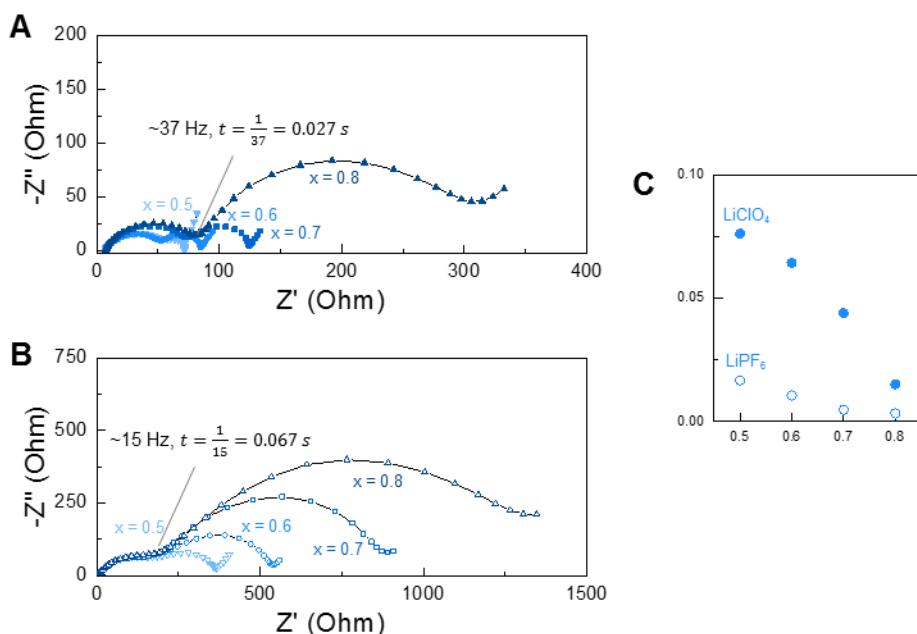 A
200
150
100
50
0
-Z" (Ohm)
~37 Hz, t = 1/37 = 0.027 s
x = 0.8
x = 0.5
x = 0.6
x = 0.7
0
100
200
300
400
Z' (Ohm)
B
750
500
250
0
-Z" (Ohm)
~15 Hz, t = 1/15 = 0.067 s
x = 0.8
x = 0.5
x = 0.6
x = 0.7
0
250
500
750
1000
1250
1500
Z' (Ohm)
C
0.10
0.05
0.00
LiClO₄
LiPF₆
0.5
0.6
0.7
0.8